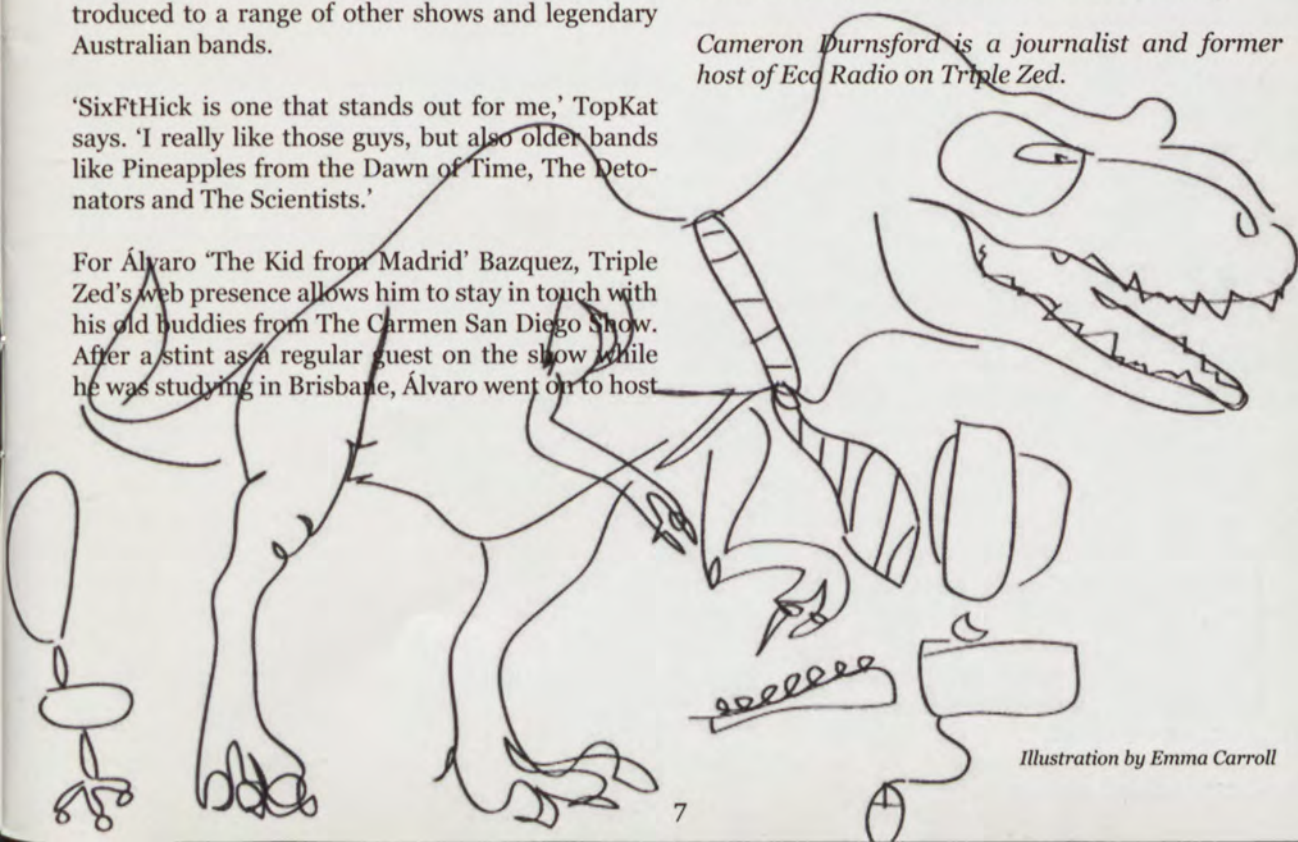 troduced to a range of other shows and legendary
Australian bands.
‘SixFtHick is one that stands out for me,’ TopKat
says. ‘I really like those guys, but also older bands
like Pineapples from the Dawn of Time, The Deto-
nators and The Scientists.’
For Álvaro ‘The Kid from Madrid’ Bazquez, Triple
Zed’s web presence allows him to stay in touch with
his old buddies from The Carmen San Diego Show.
After a stint as a regular guest on the show while
he was studying in Brisbane, Álvaro went on to host
Cameron Durnsford is a journalist and former
host of Eco Radio on Triple Zed.
Illustration by Emma Carroll
7